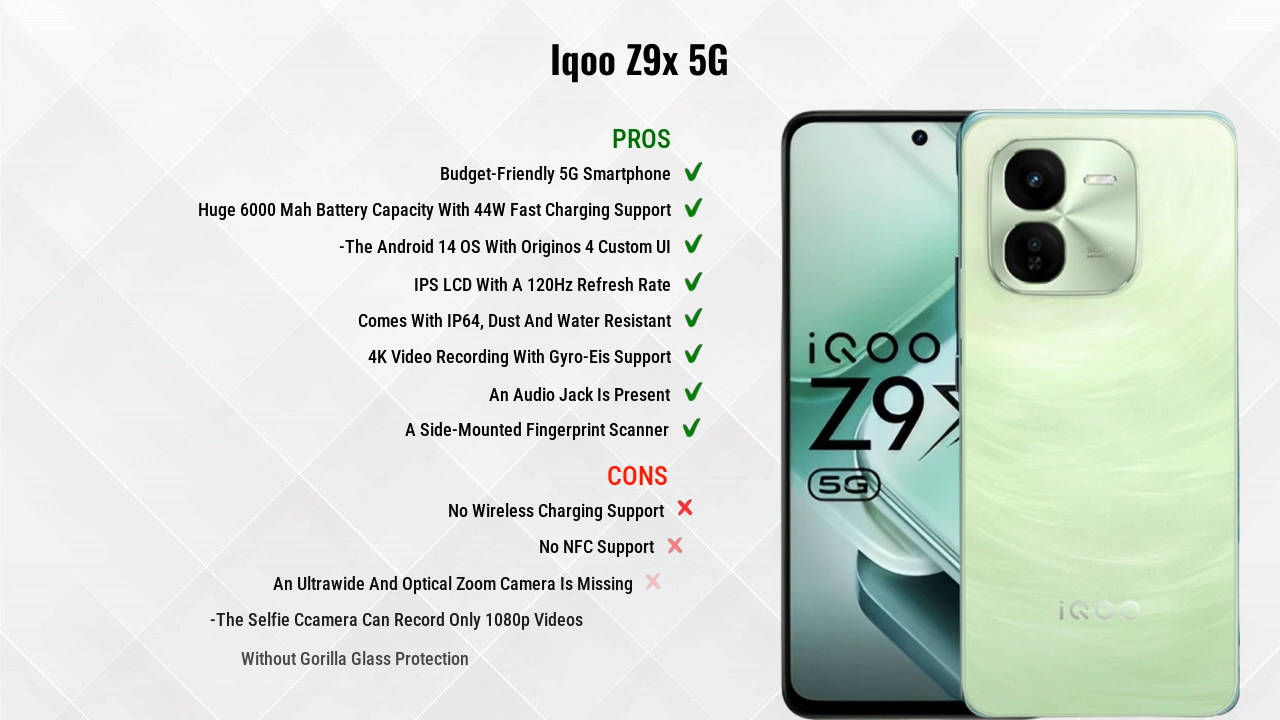 Iqoo Z9x 5G
PROS
Budget-Friendly 5G Smartphone
Huge 6000 Mah Battery Capacity With 44W Fast Charging Support
-The Android 14 OS With Originos 4 Custom UI
IPS LCD With A 120Hz Refresh Rate
Comes With IP64, Dust And Water Resistant
4K Video Recording With Gyro-Eis Support
An Audio Jack Is Present
A Side-Mounted Fingerprint Scanner
CONS
No Wireless Charging Support
No NFC Support
An Ultrawide And Optical Zoom Camera Is Missing
-The Selfie Ccamera Can Record Only 1080p Videos
Without Gorilla Glass Protection
iQOO
Z9x
5G
iQOO